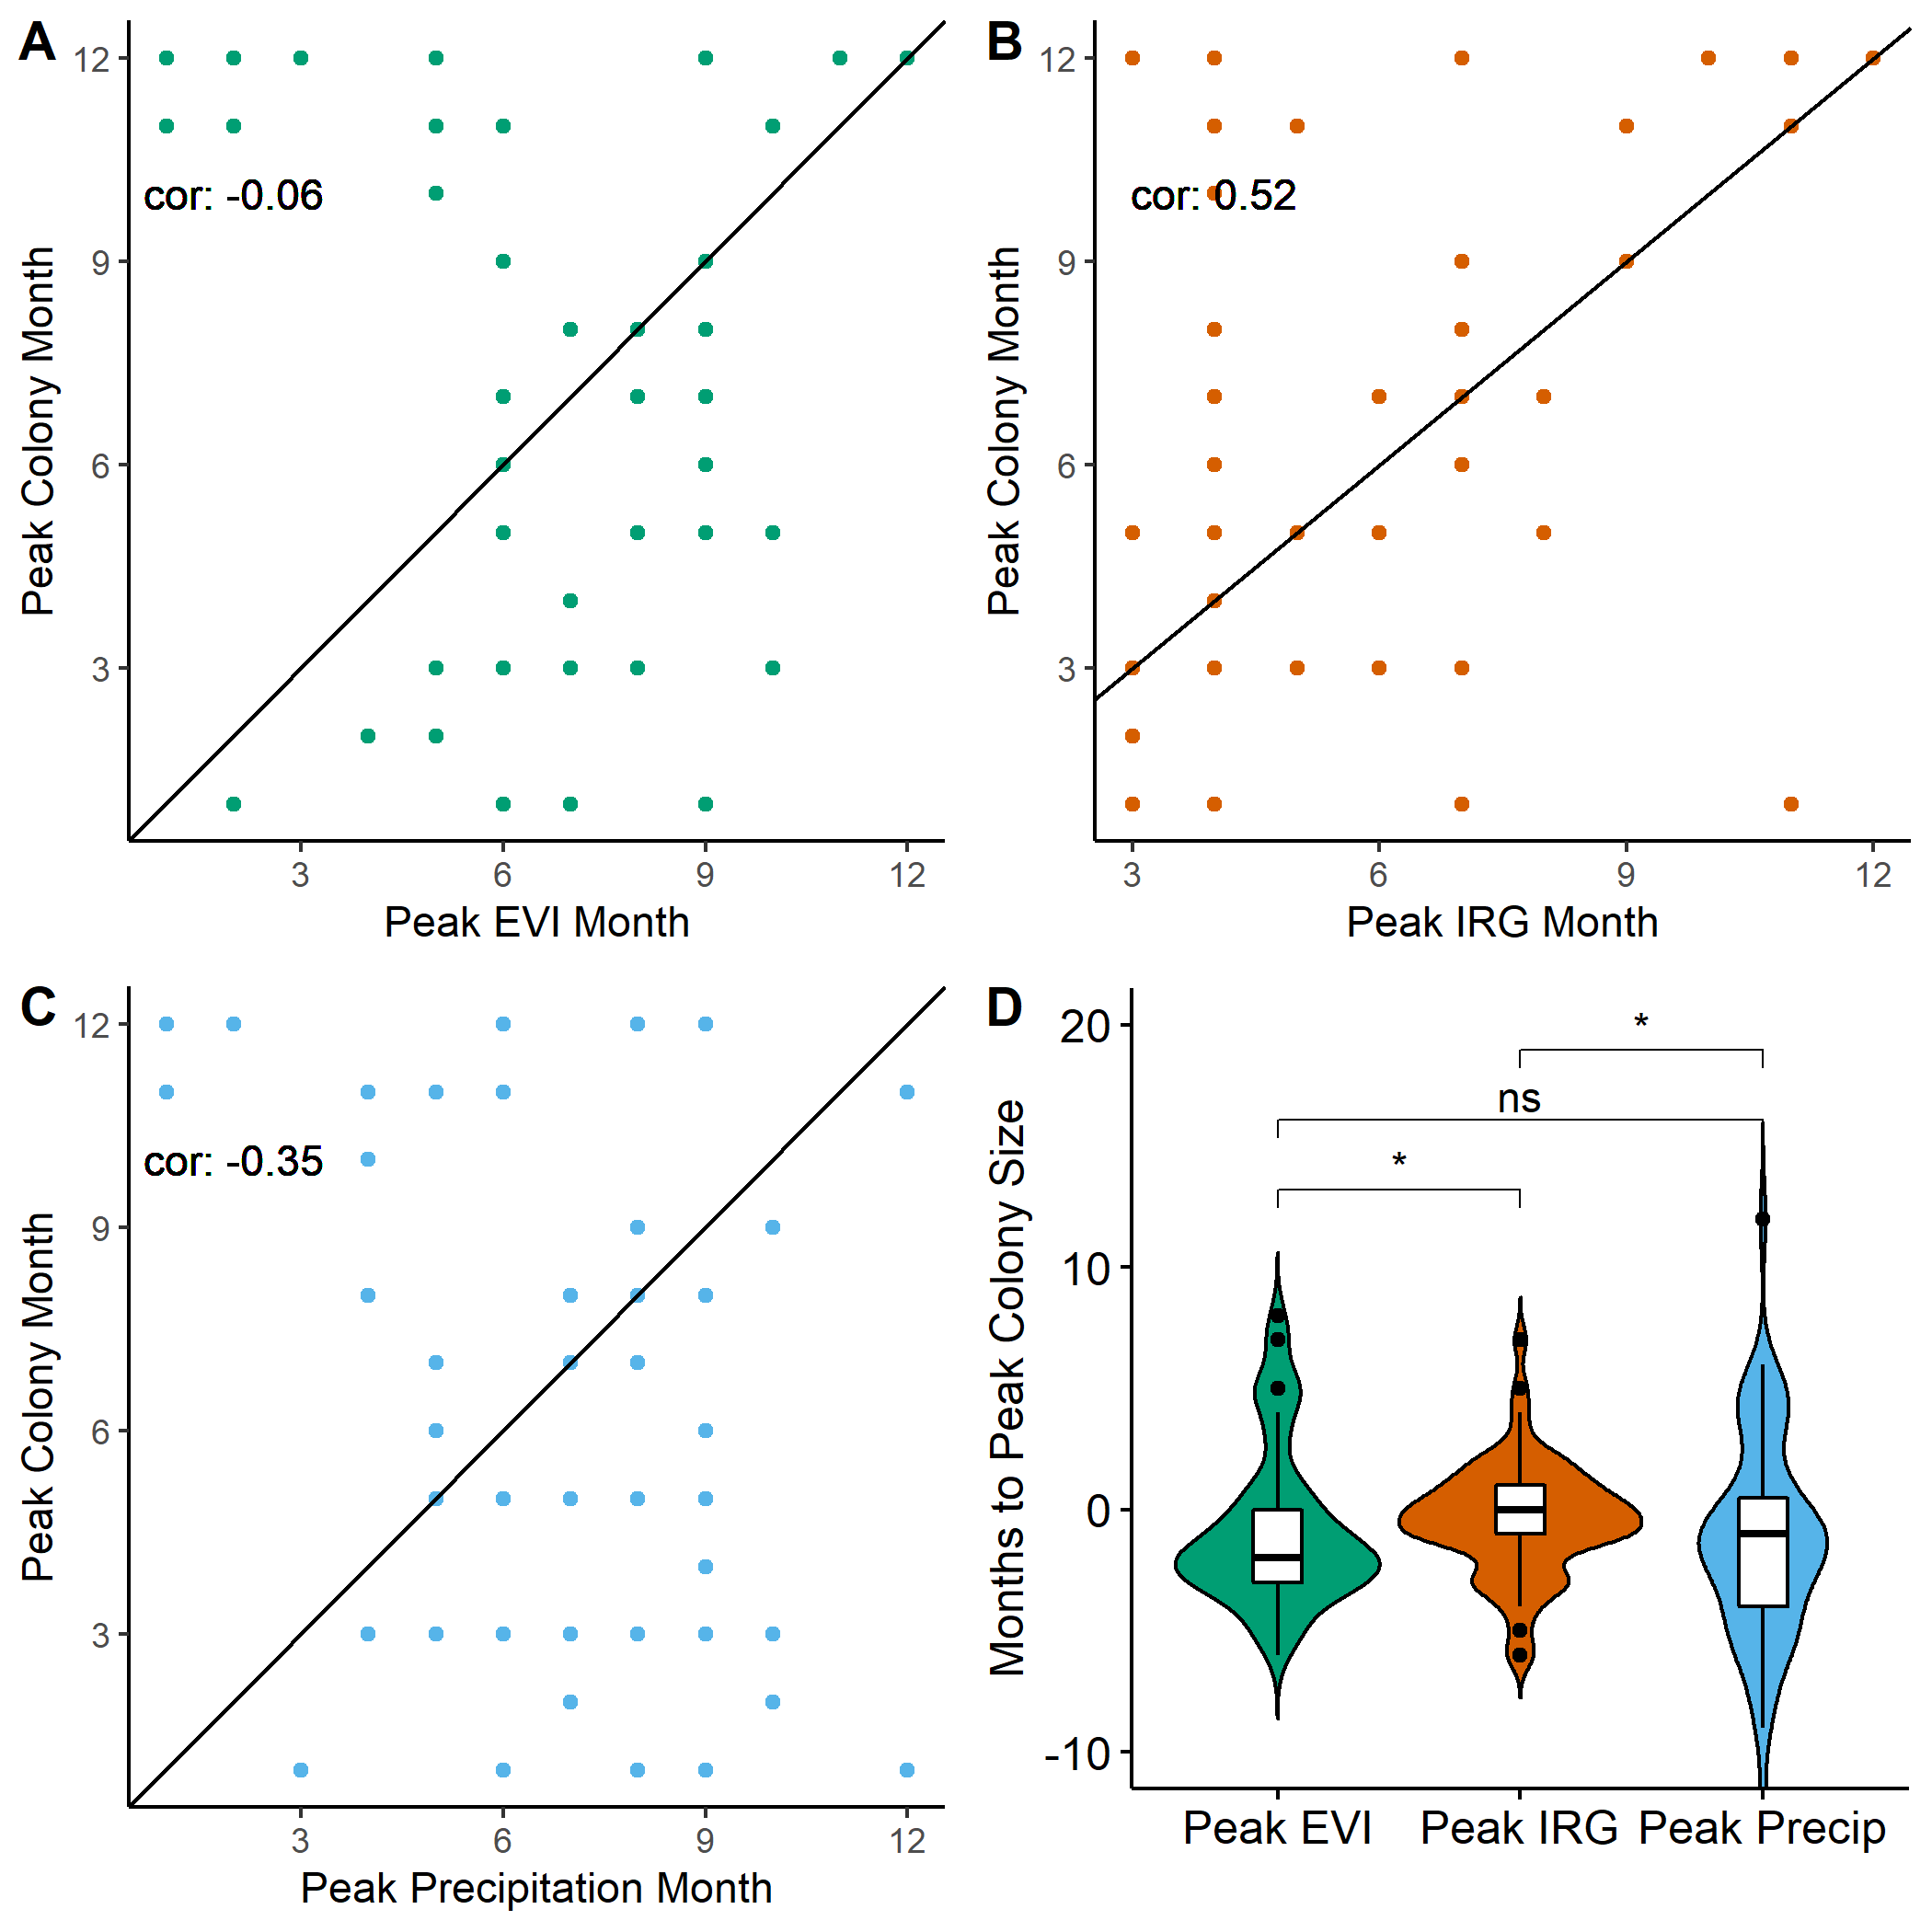 A
12
9
6
3
Peak Colony Month
cor: -0.06
3 6 9 12
Peak EVI Month
B
12
9
6
3
Peak Colony Month
cor: 0.52
3 6 9 12
Peak IRG Month
C
12
9
6
3
Peak Colony Month
cor: -0.35
3 6 9 12
Peak Precipitation Month
D
20
10
0
-10
Months to Peak Colony Size
*
ns
*
Peak EVI Peak IRG Peak Precip